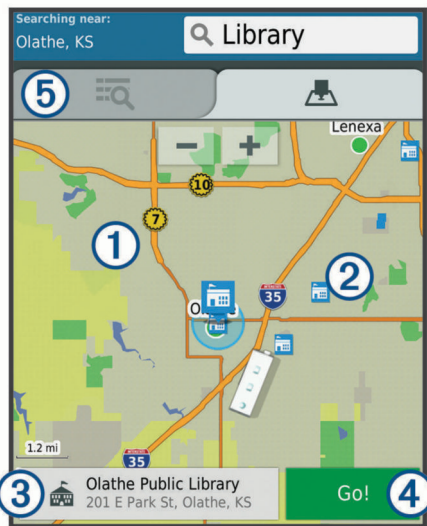 Searching near:
Olathe, KS
Library
5
Lenexa
10
7
1
2
35
1.2 mi
35
3
Olathe Public Library
201 E Park St, Olathe, KS
Go!
4